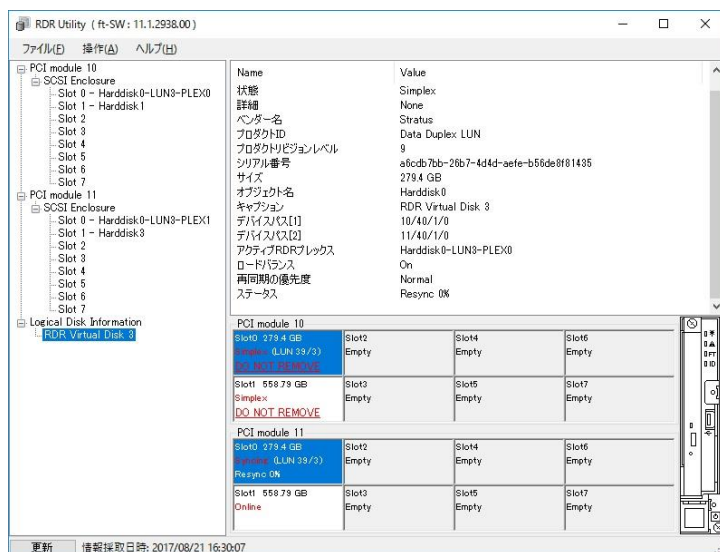 RDR Utility ( ft-SW : 11.1.2938.00 )
ファイル(F) 操作(A) ヘルプ(H)
PCI module 10
SCSI Enclosure
Slot 0 - Harddisk0-LUN3-PLEX0
Slot 1 - Harddisk1
Slot 2
Slot 3
Slot 4
Slot 5
Slot 6
Slot 7
PCI module 11
SCSI Enclosure
Slot 0 - Harddisk0-LUN3-PLEX1
Slot 1 - Harddisk3
Slot 2
Slot 3
Slot 4
Slot 5
Slot 6
Slot 7
Logical Disk Information
RDR Virtual Disk 3
Name Value
状態 Simplex
詳細 None
ベンダー名 Stratus
プロダクトID Data Duplex LUN
プロダクトリビジョンレベル 9
シリアル番号 a6cdb7bb-26b7-4d4d-aefe-b56de8f81435
サイズ 279.4 GB
オブジェクト名 Harddisk0
キャプション RDR Virtual Disk 3
デバイスパス[1] 10/40/1/0
デバイスパス[2] 11/40/1/0
アクティブRDRプレックス Harddisk0-LUN3-PLEX0
ロードバランス On
再同期の優先度 Normal
ステータス Resync 0%
PCI module 10
Slot0 279.4 GB Slot2 Slot4 Slot6
Simplex (LUN 39/3) Empty Empty Empty
DO NOT REMOVE
Slot1 558.79 GB Slot3 Slot5 Slot7
Simplex Empty Empty Empty
DO NOT REMOVE
PCI module 11
Slot0 279.4 GB Slot2 Slot4 Slot6
Syncing (LUN 39/3) Empty Empty Empty
Resync 0%
Slot1 558.79 GB Slot3 Slot5 Slot7
Online Empty Empty Empty
FT
ID
更新 情報採取日時: 2017/08/21 16:30:07